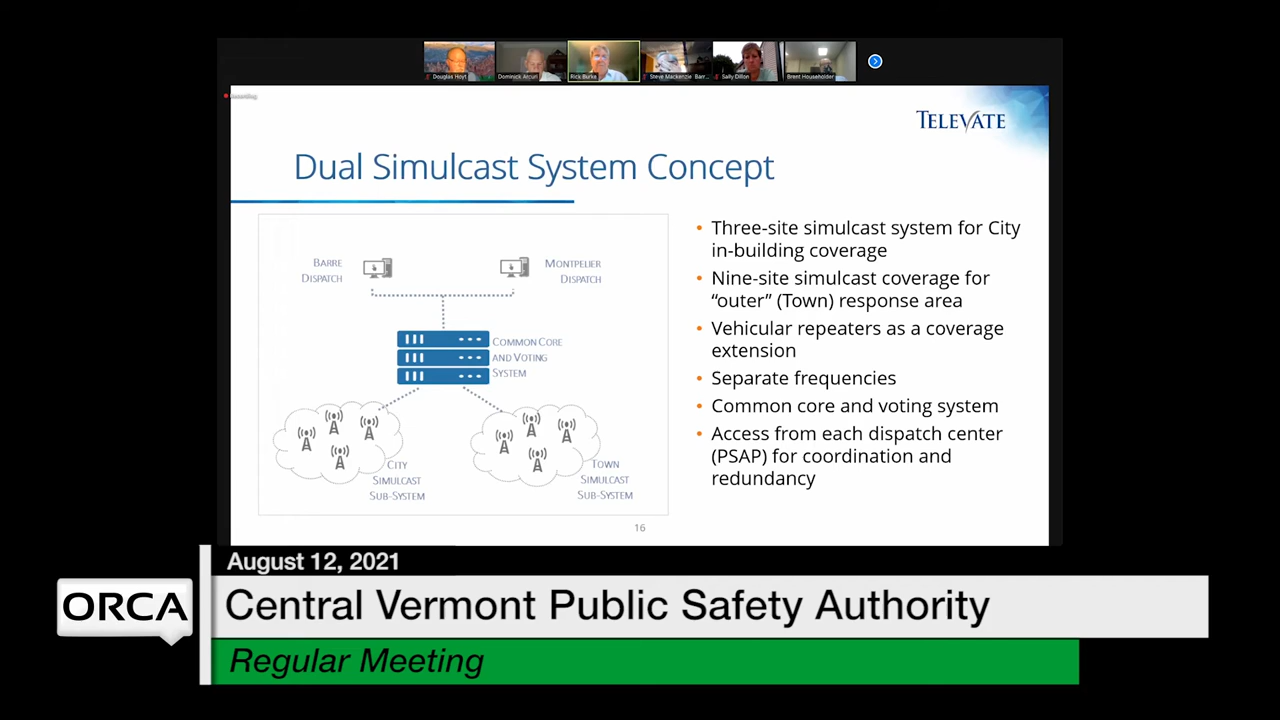 Douglas Hoyt
Dominick Arcuri
Rick Burke
Steve Mackenzie Barr...
Sally Dillon
Brent Householder
Recording
TELEVATE
Dual Simulcast System Concept
BARRE
DISPATCH
MONTPELIER
DISPATCH
COMMON CORE
AND VOTING
SYSTEM
CITY
SIMULCAST
SUB-SYSTEM
TOWN
SIMULCAST
SUB-SYSTEM
• Three-site simulcast system for City
in-building coverage
• Nine-site simulcast coverage for
“outer” (Town) response area
• Vehicular repeaters as a coverage
extension
• Separate frequencies
• Common core and voting system
• Access from each dispatch center
(PSAP) for coordination and
redundancy
16
August 12, 2021
ORCA
Central Vermont Public Safety Authority
Regular Meeting